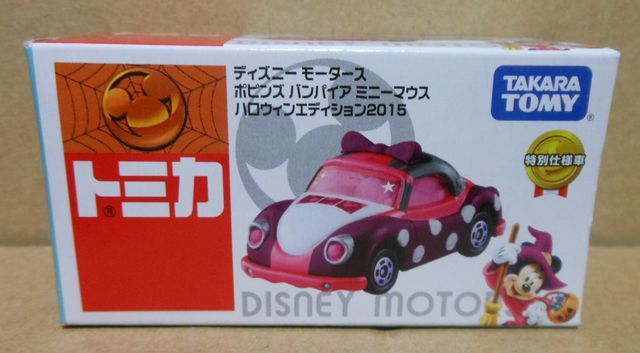 ディズニー モータース
ポピンズ バンパイア ミニーマウス
ハロウィンエディション2015
TAKARA
TOMY
®
特別仕様車
トミカ
®
DISNEY MOTO